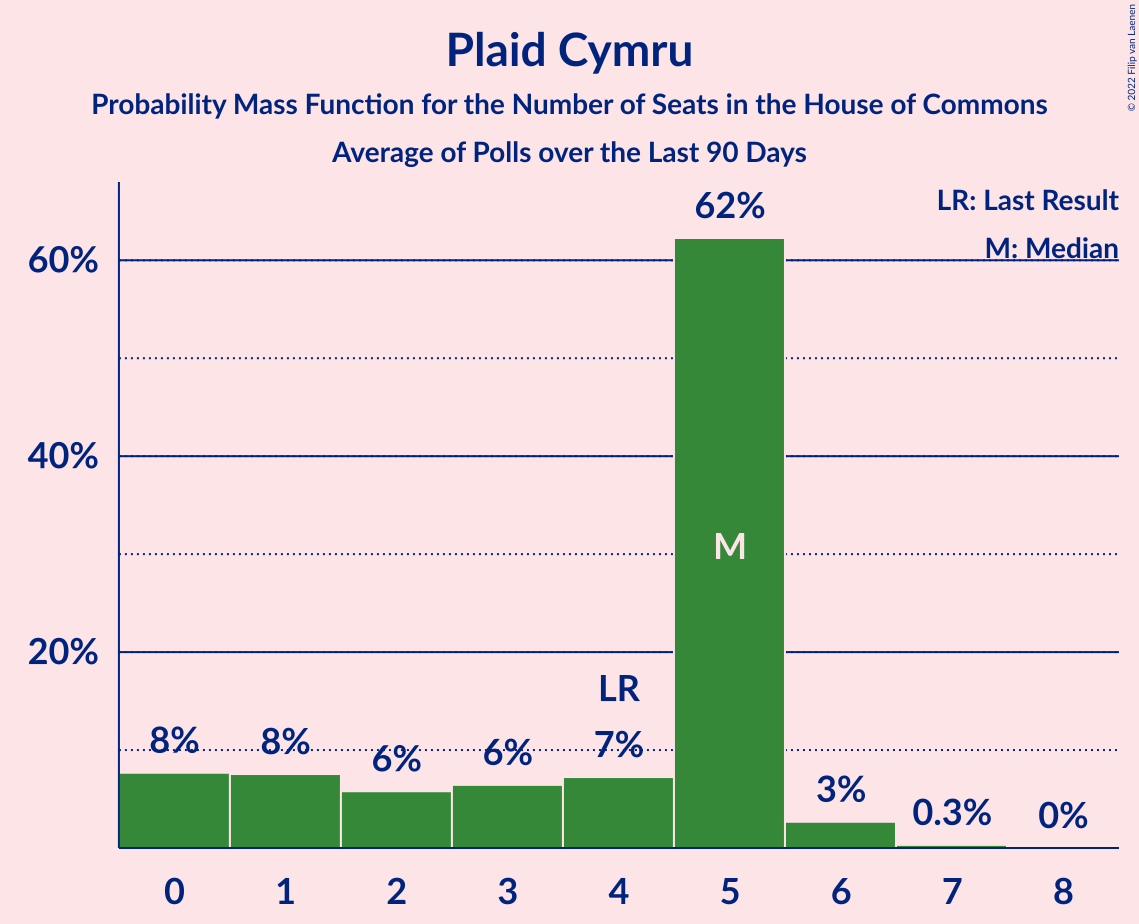 Plaid Cymru
Probability Mass Function for the Number of Seats in the House of Commons
Average of Polls over the Last 90 Days
© 2022 Filip van Laenen
LR: Last Result
M: Median
62%
60%
40%
20%
M
LR
8%
8%
6%
6%
7%
3%
0.3%
0%
0 1 2 3 4 5 6 7 8